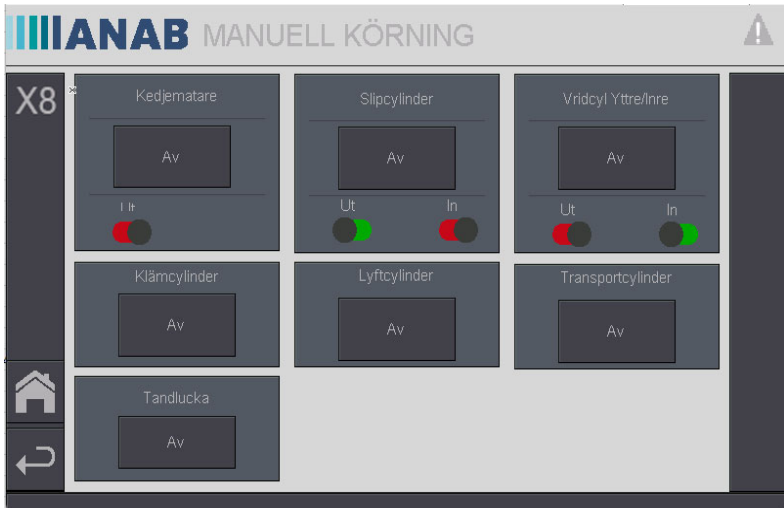 ANAB MANUELL KÖRNING
X8
Kedjematare
Av
Slipcylinder
Av
Ut In
Vridcyl Yttre/Inre
Av
Ut In
Klämcylinder
Av
Lyftcylinder
Av
Transportcylinder
Av
Tandlucka
Av